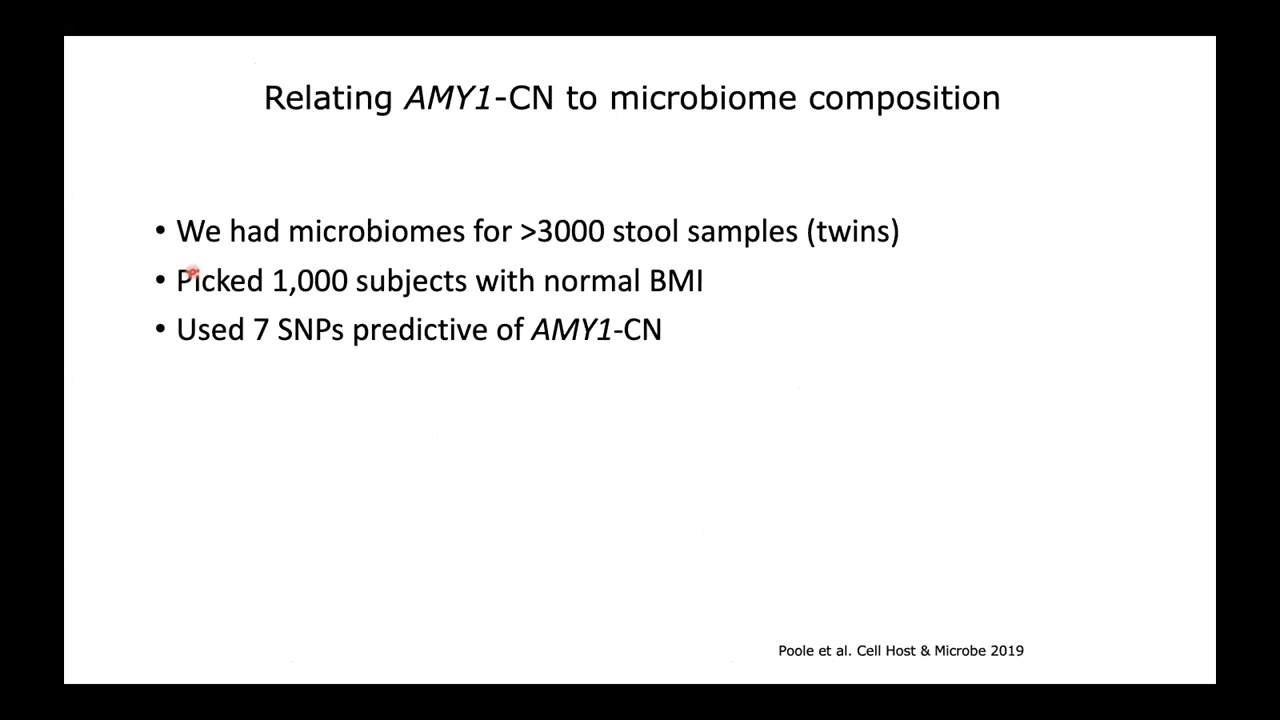 Relating AMY1-CN to microbiome composition
• We had microbiomes for >3000 stool samples (twins)
• Picked 1,000 subjects with normal BMI
• Used 7 SNPs predictive of AMY1-CN
Poole et al. Cell Host & Microbe 2019